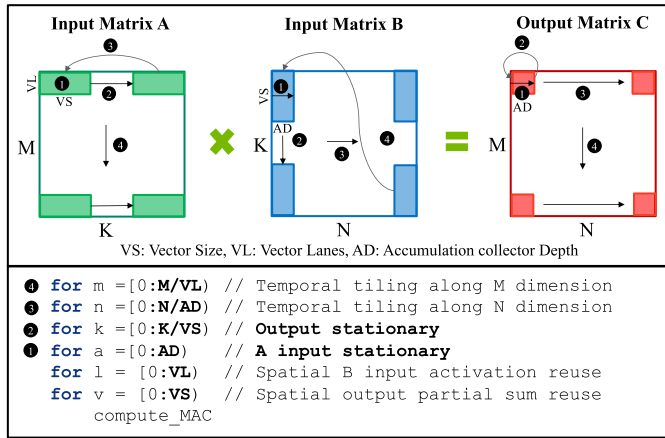 Input Matrix A
Input Matrix B
Output Matrix C
3
2
VL
1
2
VS
4
M
K
VS
1
AD
2
3
4
K
N
1
AD
3
4
M
N
VS: Vector Size, VL: Vector Lanes, AD: Accumulation collector Depth
4 for m =[0:M/VL) // Temporal tiling along M dimension
3 for n =[0:N/AD) // Temporal tiling along N dimension
2 for k =[0:K/VS) // Output stationary
1 for a =[0:AD) // A input stationary
for l = [0:VL) // Spatial B input activation reuse
for v = [0:VS) // Spatial output partial sum reuse
compute_MAC